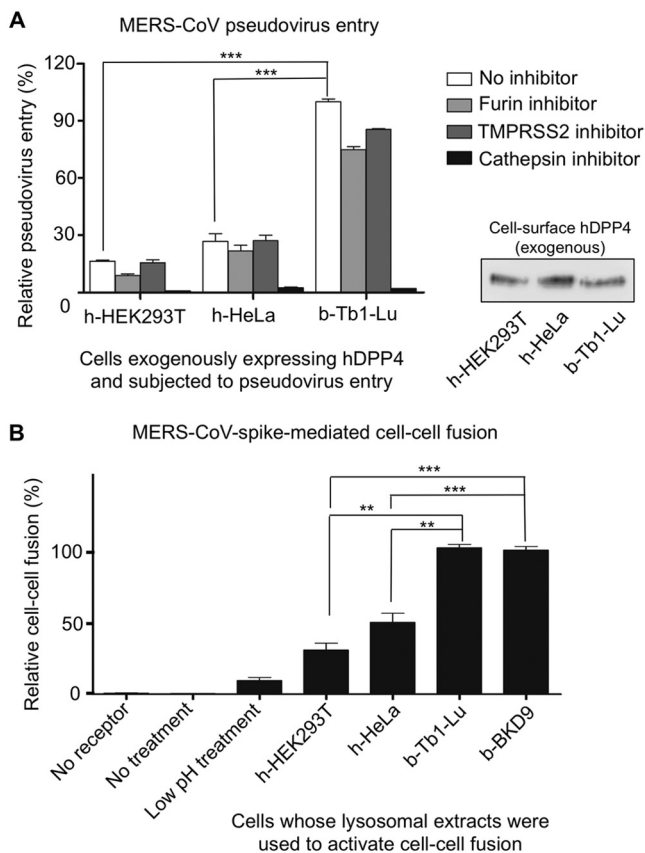 A
MERS-CoV pseudovirus entry
Relative pseudovirus entry (%)
120
90
60
30
0
***
***
h-HEK293T
h-HeLa
b-Tb1-Lu
Cells exogenously expressing hDPP4
and subjected to pseudovirus entry
No inhibitor
Furin inhibitor
TMPRSS2 inhibitor
Cathepsin inhibitor
Cell-surface hDPP4
(exogenous)
h-HEK293T
h-HeLa
b-Tb1-Lu
B
MERS-CoV-spike-mediated cell-cell fusion
Relative cell-cell fusion (%)
100
50
0
***
***
**
**
No receptor
No treatment
Low pH treatment
h-HEK293T
h-HeLa
b-Tb1-Lu
b-BKD9
Cells whose lysosomal extracts were
used to activate cell-cell fusion